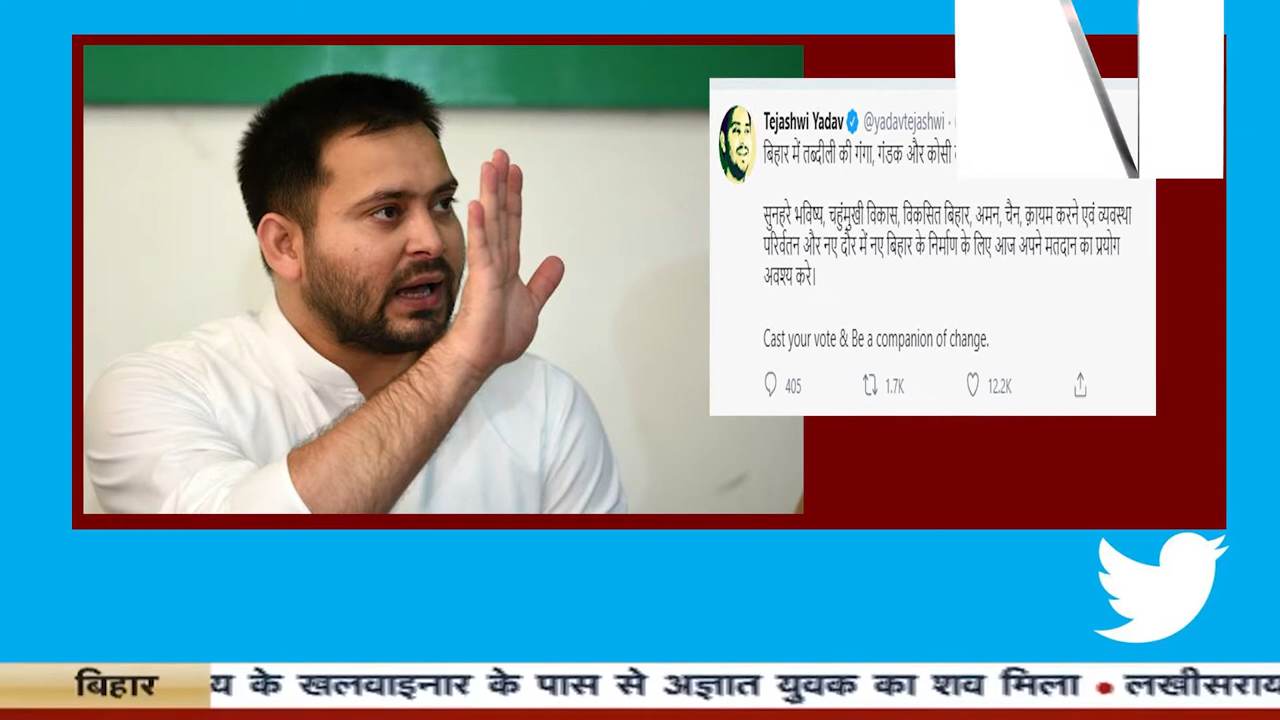 Tejashwi Yadav @yadavtejashwi ·
बिहार में तब्दीली की गंगा, गंडक और कोसी
सुनहरे भविष्य, चहुंमुखी विकास, विकसित बिहार, अमन, चैन, क़ायम करने एवं व्यवस्था
परिर्वतन और नए दौर में नए बिहार के निर्माण के लिए आज अपने मतदान का प्रयोग
अवश्य करे।
Cast your vote & Be a companion of change.
405 1.7K 12.2K
बिहार य के खलवाइनार के पास से अज्ञात युवक का शव मिला • लखीसराय